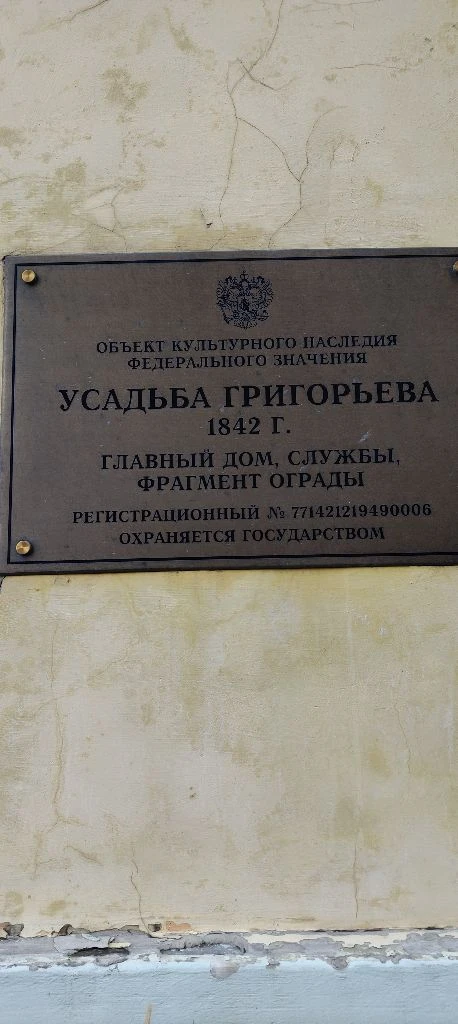 ОБЪЕКТ КУЛЬТУРНОГО НАСЛЕДИЯ
ФЕДЕРАЛЬНОГО ЗНАЧЕНИЯ
УСАДЬБА ГРИГОРЬЕВА
1842 Г.
ГЛАВНЫЙ ДОМ, СЛУЖБЫ,
ФРАГМЕНТ ОГРАДЫ
РЕГИСТРАЦИОННЫЙ № 771421219490006
ОХРАНЯЕТСЯ ГОСУДАРСТВОМ